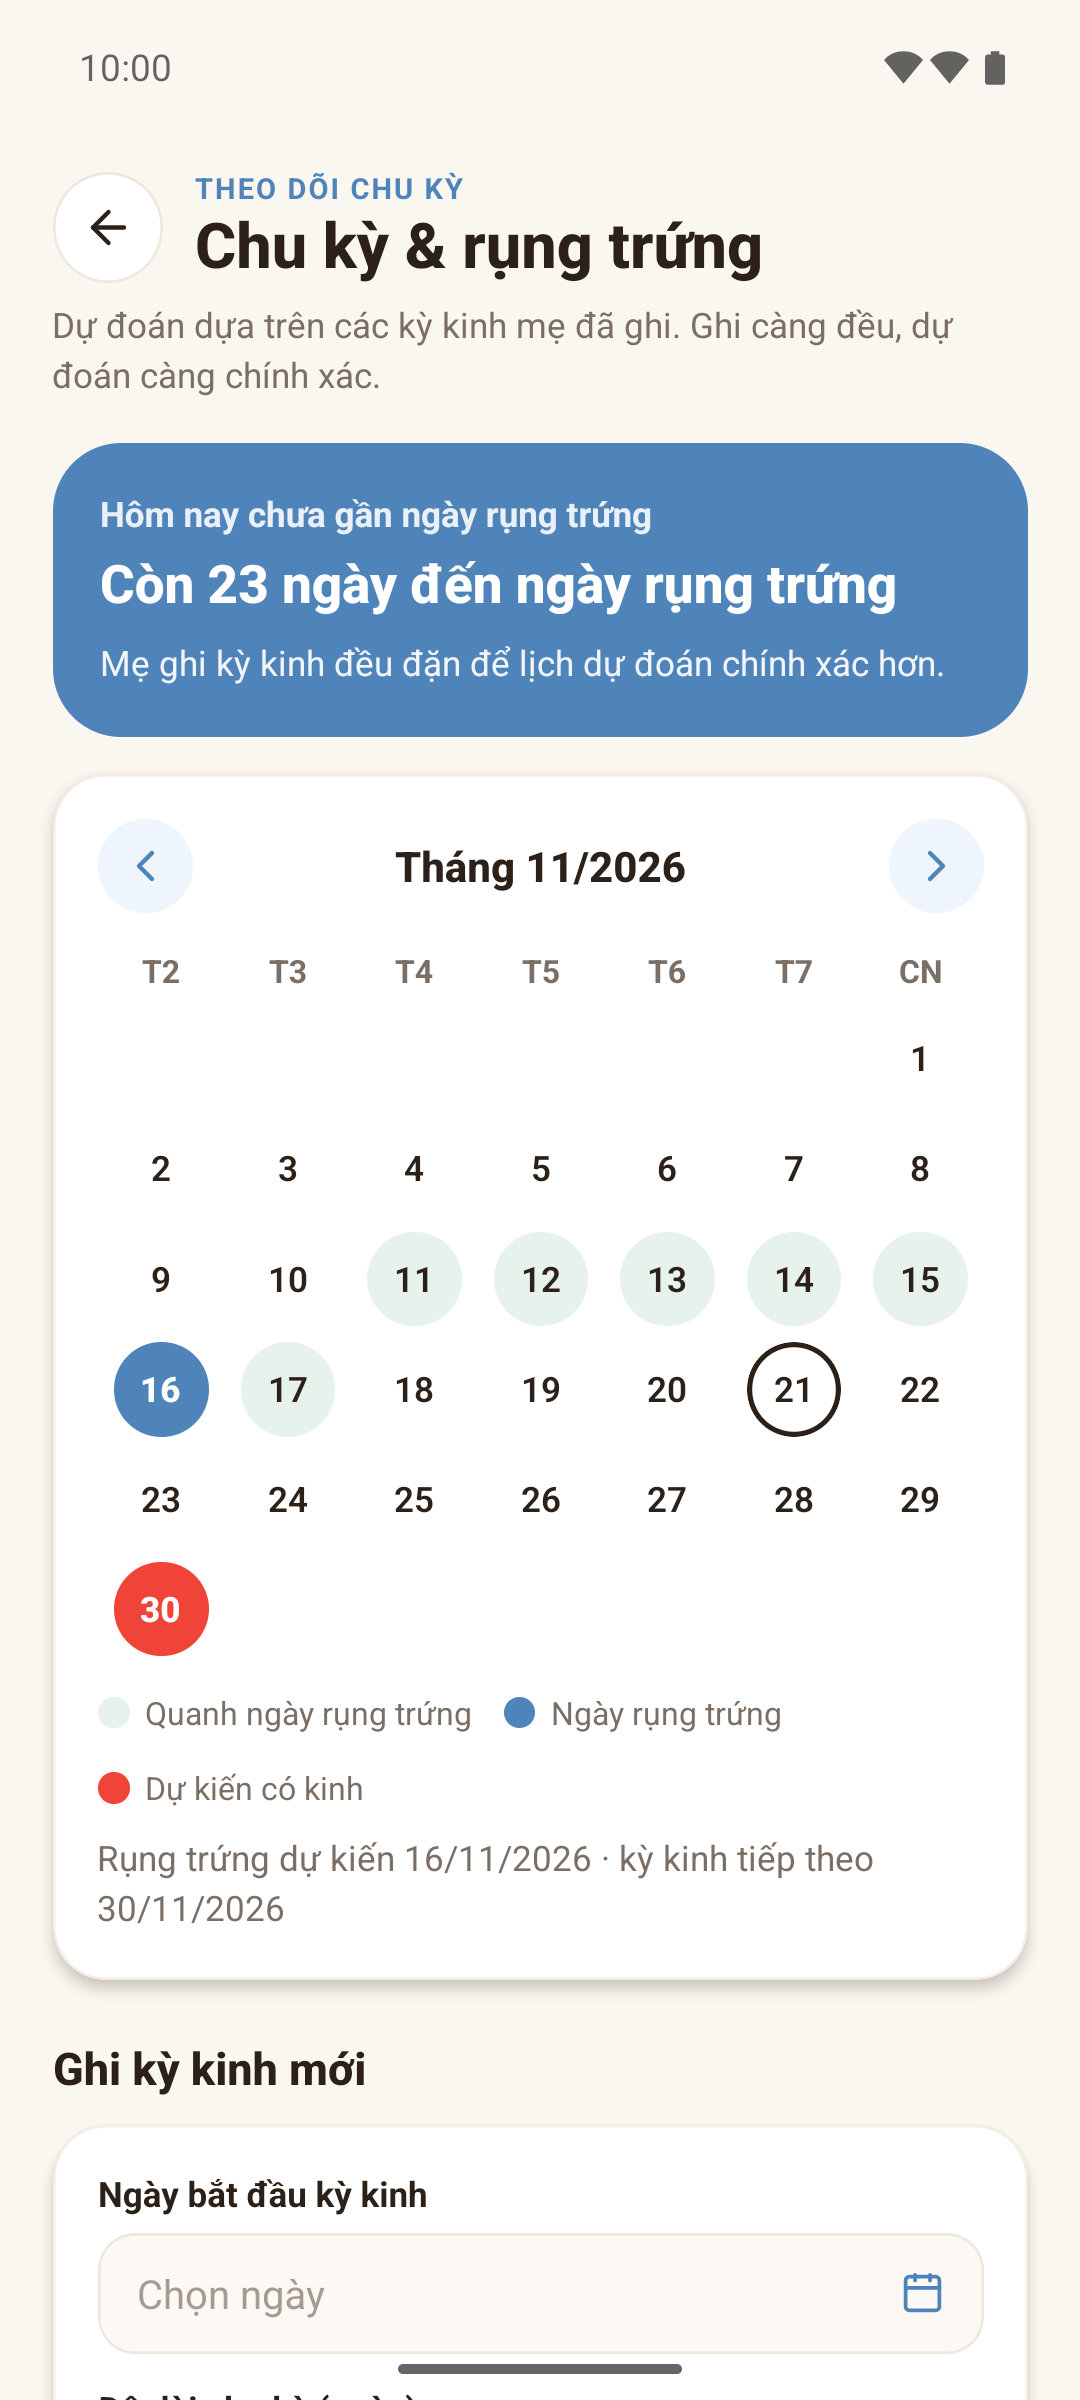 10:00
THEO DÕI CHU KỲ
Chu kỳ & rụng trứng
Dự đoán dựa trên các kỳ kinh mẹ đã ghi. Ghi càng đều, dự
đoán càng chính xác.
Hôm nay chưa gần ngày rụng trứng
Còn 23 ngày đến ngày rụng trứng
Mẹ ghi kỳ kinh đều đặn để lịch dự đoán chính xác hơn.
Tháng 11/2026
T2 T3 T4 T5 T6 T7 CN
1
2 3 4 5 6 7 8
9 10 11 12 13 14 15
16 17 18 19 20 21 22
23 24 25 26 27 28 29
30
Quanh ngày rụng trứng Ngày rụng trứng
Dự kiến có kinh
Rụng trứng dự kiến 16/11/2026 · kỳ kinh tiếp theo
30/11/2026
Ghi kỳ kinh mới
Ngày bắt đầu kỳ kinh
Chọn ngày